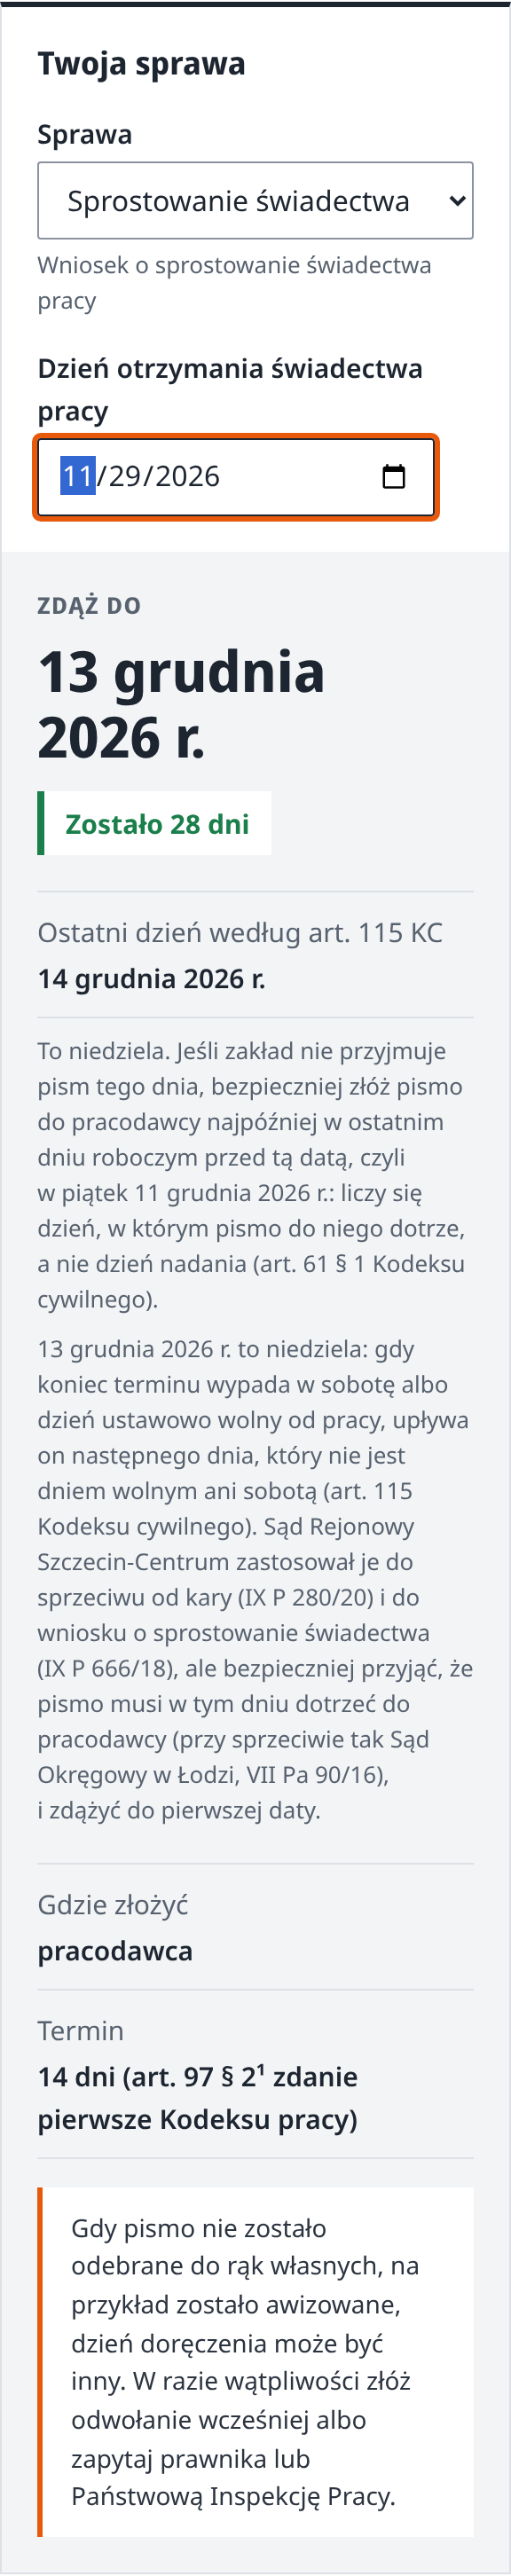 Twoja sprawa
Sprawa
Sprostowanie świadectwa
Wniosek o sprostowanie świadectwa
pracy
Dzień otrzymania świadectwa
pracy
11/29/2026
ZDĄŻ DO
13 grudnia
2026 r.
Zostało 28 dni
Ostatni dzień według art. 115 KC
14 grudnia 2026 r.
To niedziela. Jeśli zakład nie przyjmuje
pism tego dnia, bezpieczniej złóż pismo
do pracodawcy najpóźniej w ostatnim
dniu roboczym przed tą datą, czyli
w piątek 11 grudnia 2026 r.: liczy się
dzień, w którym pismo do niego dotrze,
a nie dzień nadania (art. 61 § 1 Kodeksu
cywilnego).
13 grudnia 2026 r. to niedziela: gdy
koniec terminu wypada w sobotę albo
dzień ustawowo wolny od pracy, upływa
on następnego dnia, który nie jest
dniem wolnym ani sobotą (art. 115
Kodeksu cywilnego). Sąd Rejonowy
Szczecin-Centrum zastosował je do
sprzeciwu od kary (IX P 280/20) i do
wniosku o sprostowanie świadectwa
(IX P 666/18), ale bezpieczniej przyjąć, że
pismo musi w tym dniu dotrzeć do
pracodawcy (przy sprzeciwie tak Sąd
Okręgowy w Łodzi, VII Pa 90/16),
i zdążyć do pierwszej daty.
Gdzie złożyć
pracodawca
Termin
14 dni (art. 97 § 2¹ zdanie
pierwsze Kodeksu pracy)
Gdy pismo nie zostało
odebrane do rąk własnych, na
przykład zostało awizowane,
dzień doręczenia może być
inny. W razie wątpliwości złóż
odwołanie wcześniej albo
zapytaj prawnika lub
Państwową Inspekcję Pracy.